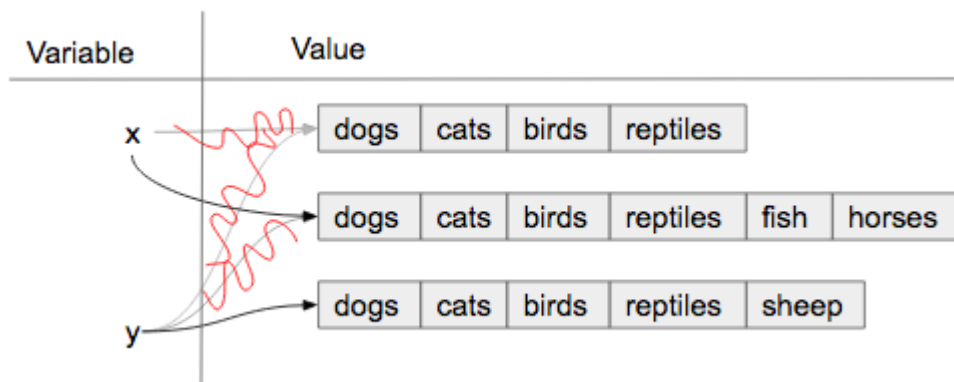 Variable Value
x dogs cats birds reptiles
dogs cats birds reptiles fish horses
y dogs cats birds reptiles sheep